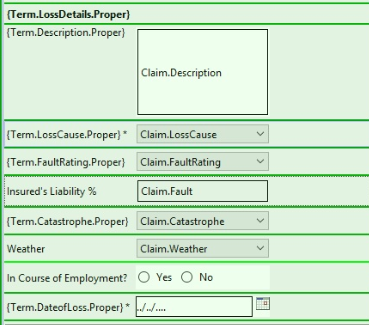 {Term.LossDetails.Proper}
{Term.Description.Proper}
Claim.Description
{Term.LossCause.Proper} * Claim.LossCause
{Term.FaultRating.Proper} Claim.FaultRating
Insured's Liability % Claim.Fault
{Term.Catastrophe.Proper} Claim.Catastrophe
Weather Claim.Weather
In Course of Employment? Yes No
{Term.DateofLoss.Proper} * ../../....